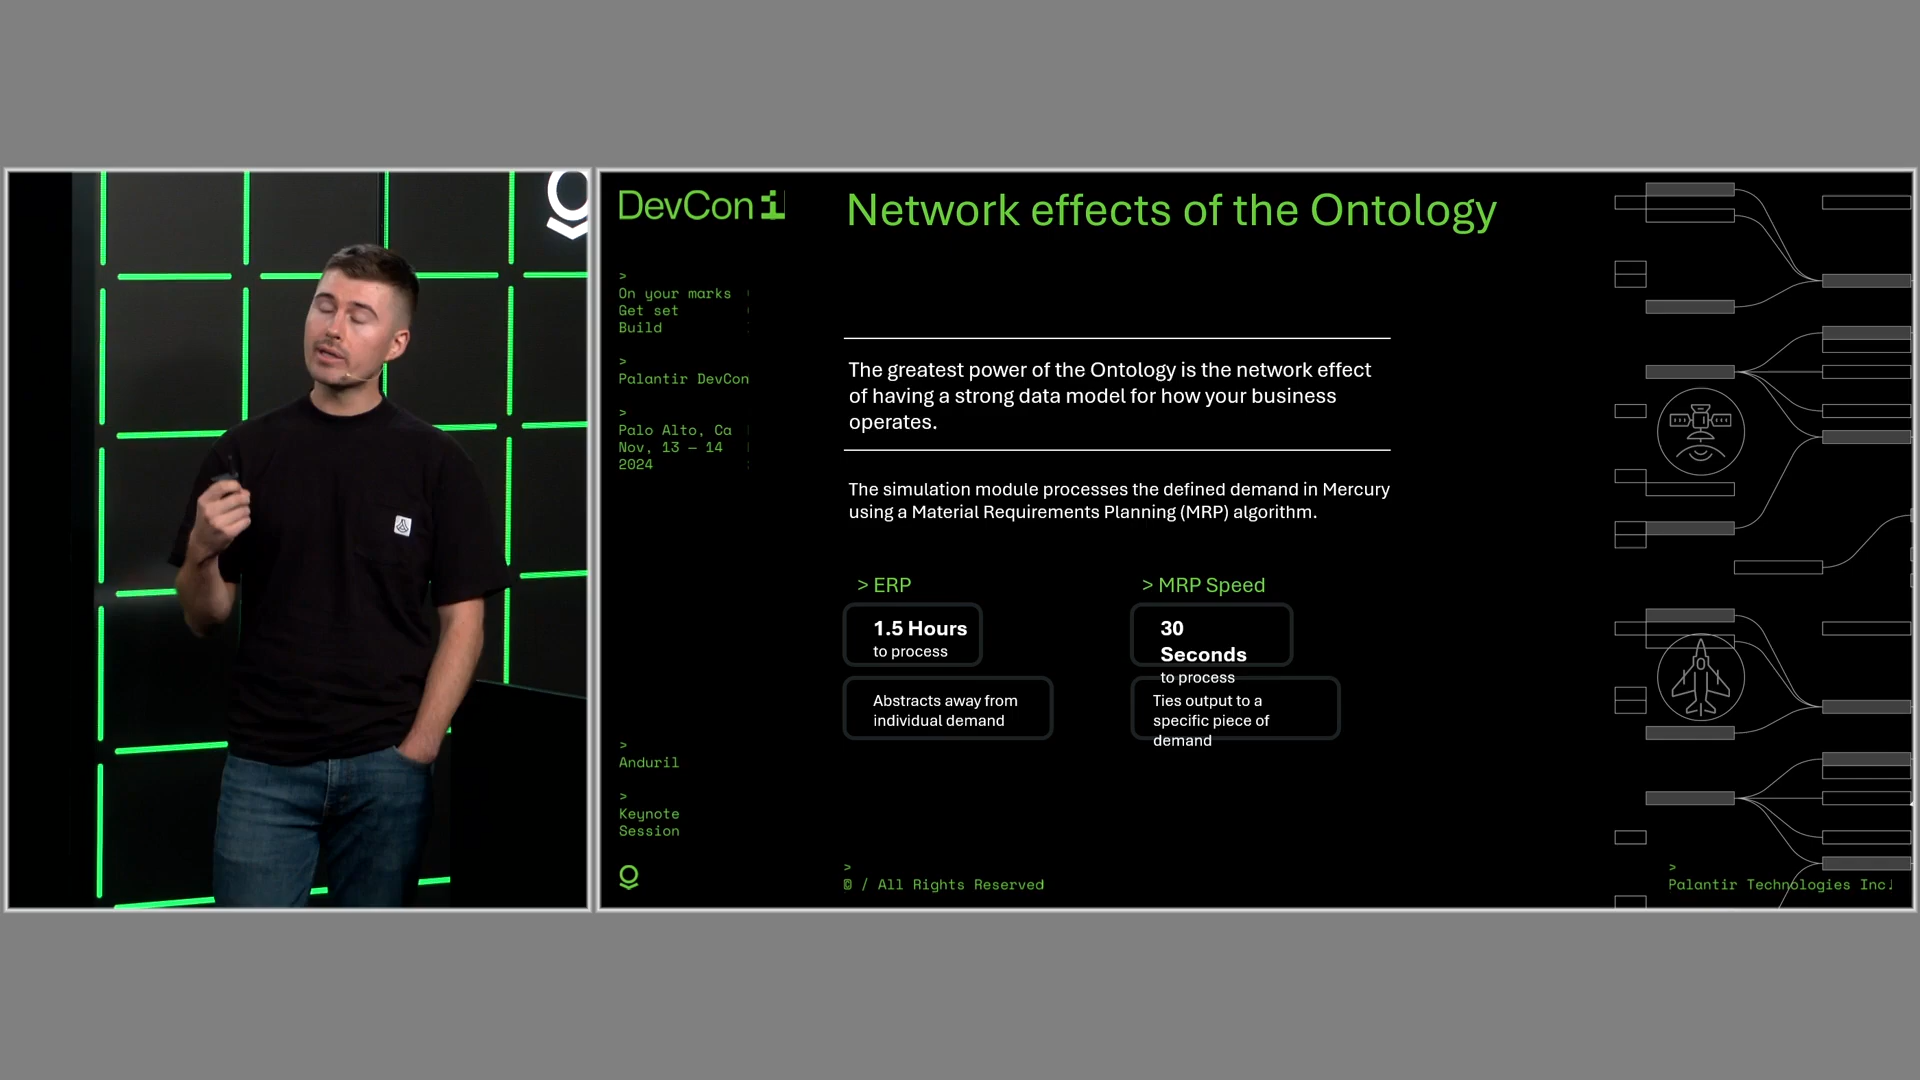 DevCon 1
Network effects of the Ontology
>
On your marks
Get set
Build
>
Palantir DevCon
>
Palo Alto, Ca
Nov, 13 – 14
2024
The greatest power of the Ontology is the network effect
of having a strong data model for how your business
operates.
The simulation module processes the defined demand in Mercury
using a Material Requirements Planning (MRP) algorithm.
> ERP
1.5 Hours
to process
Abstracts away from
individual demand
> MRP Speed
30
Seconds
to process
Ties output to a
specific piece of
demand
>
Anduril
>
Keynote
Session
>
© / All Rights Reserved
>
Palantir Technologies Inc.